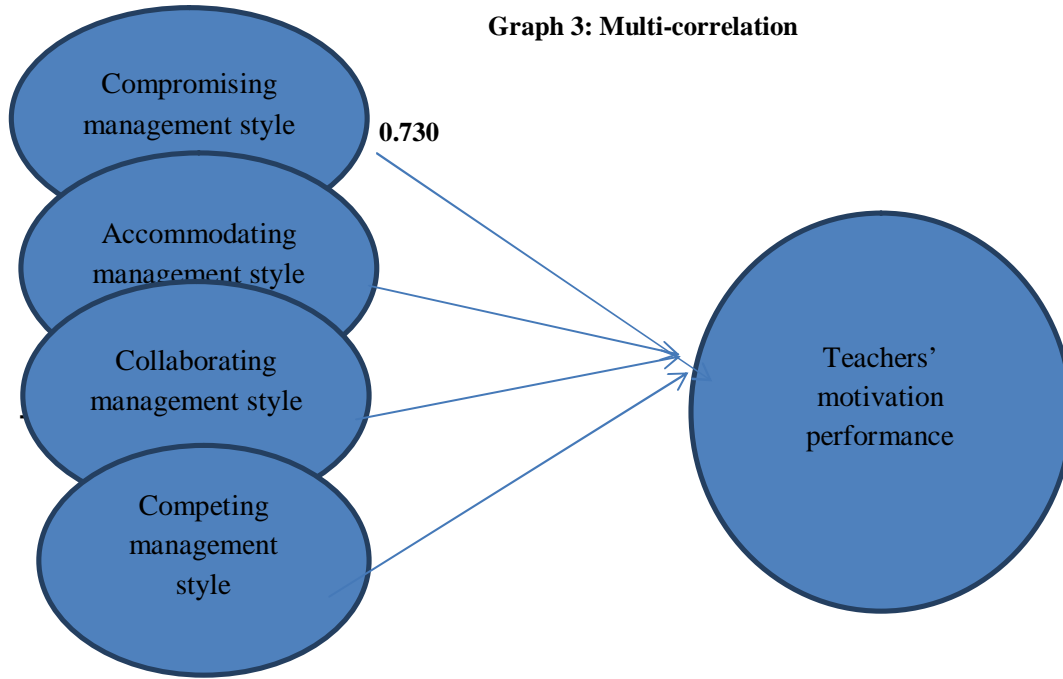 Graph 3: Multi-correlation
Compromising
management style
0.730
Accommodating
management style
Collaborating
management style
Competing
management
style
Teachers’
motivation
performance